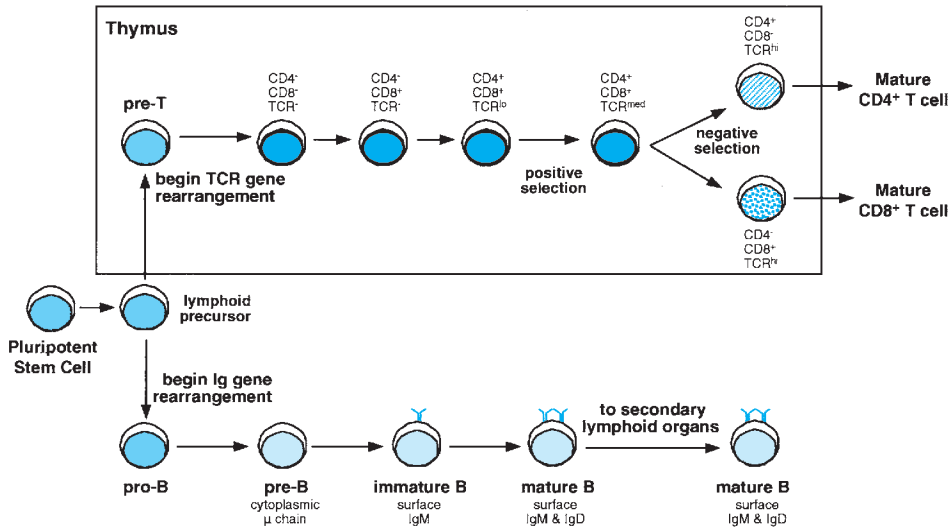 Thymus
pre-T
CD4-
CD8-
TCR-
CD4-
CD8+
TCR-
CD4+
CD8+
TCRlo
CD4+
CD8+
TCRmed
CD4+
CD8-
TCRhi
Mature
CD4+ T cell
begin TCR gene
rearrangement
positive
selection
negative
selection
Mature
CD8+ T cell
CD4-
CD8+
TCRhi
lymphoid
precursor
Pluripotent
Stem Cell
begin Ig gene
rearrangement
to secondary
lymphoid organs
pro-B
pre-B
cytoplasmic
μ chain
immature B
surface
IgM
mature B
surface
IgM & IgD
mature B
surface
IgM & IgD